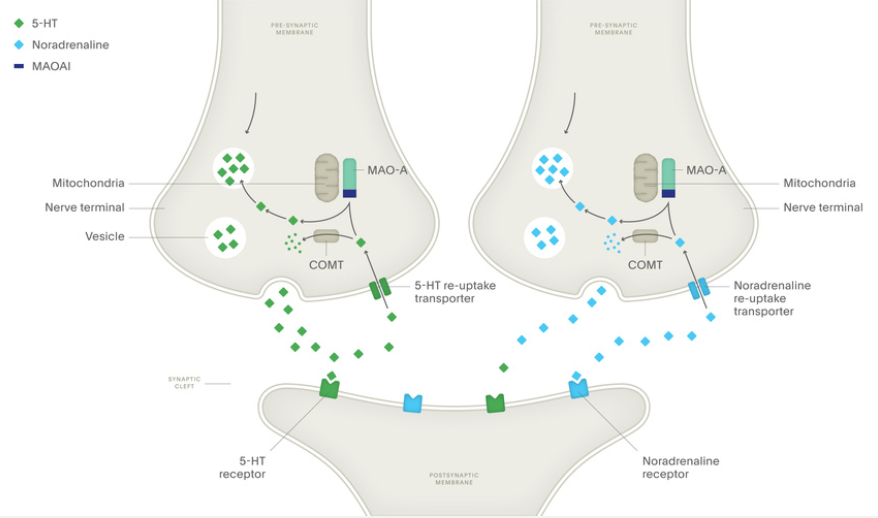 5-HT
Noradrenaline
MAOAI
PRE-SYNAPTIC
MEMBRANE
PRE-SYNAPTIC
MEMBRANE
MAO-A
MAO-A
Mitochondria
Mitochondria
Nerve terminal
Nerve terminal
Vesicle
COMT
COMT
5-HT re-uptake
transporter
Noradrenaline
re-uptake
transporter
SYNAPTIC
CLEFT
5-HT
receptor
Noradrenaline
receptor
POSTSYNAPTIC
MEMBRANE